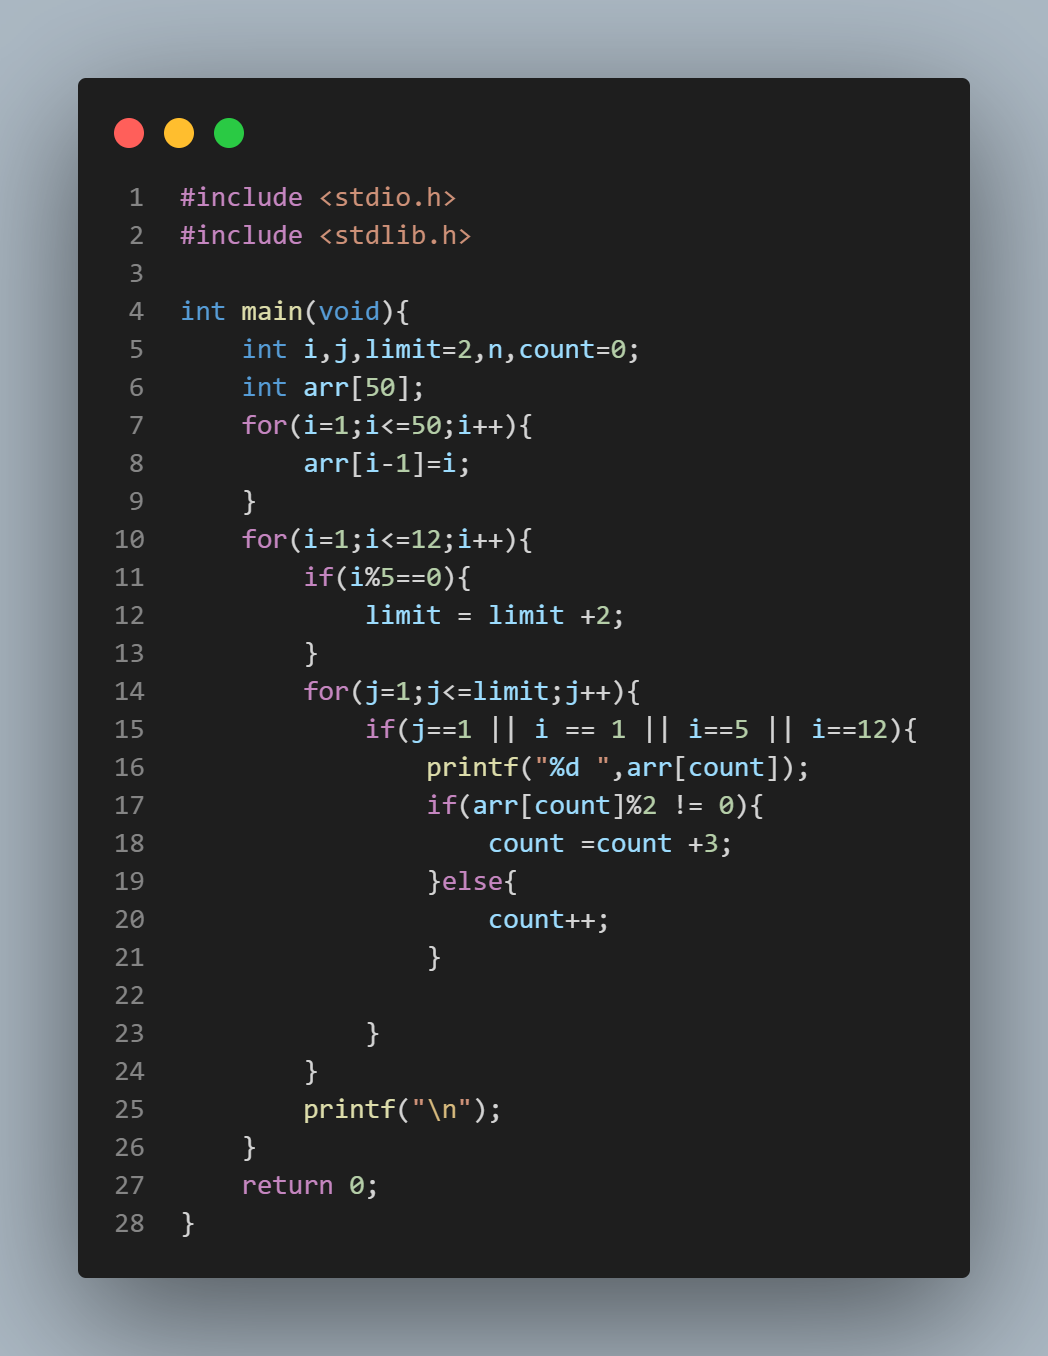 1 #include <stdio.h>
2 #include <stdlib.h>
3
4 int main(void){
5     int i,j,limit=2,n,count=0;
6     int arr[50];
7     for(i=1;i<=50;i++){
8         arr[i-1]=i;
9     }
10     for(i=1;i<=12;i++){
11         if(i%5==0){
12             limit = limit +2;
13         }
14         for(j=1;j<=limit;j++){
15             if(j==1 || i == 1 || i==5 || i==12){
16                 printf("%d ",arr[count]);
17                 if(arr[count]%2 != 0){
18                     count =count +3;
19                 }else{
20                     count++;
21                 }
22
23             }
24         }
25         printf("\n");
26     }
27     return 0;
28 }